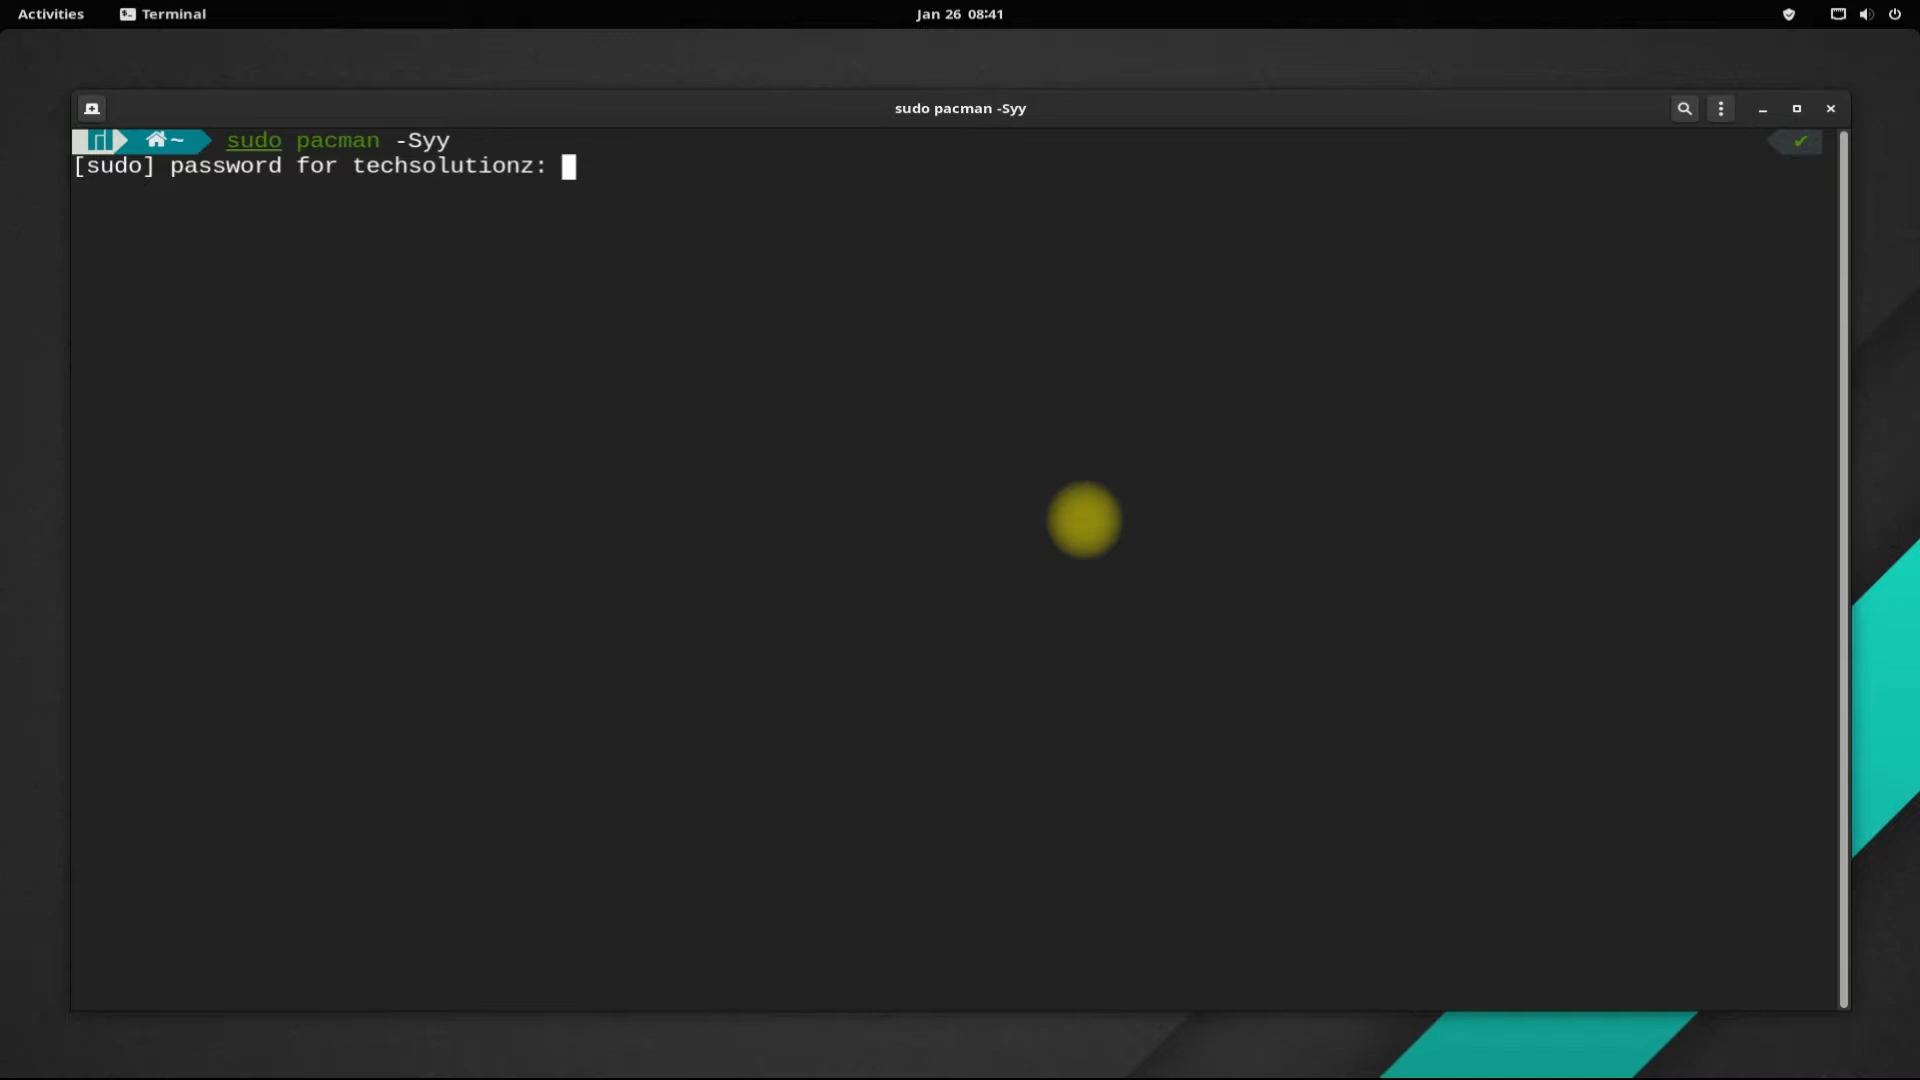 Activities Terminal Jan 26 08:41
sudo pacman -Syy
~ sudo pacman -Syy
[sudo] password for techsolutionz: